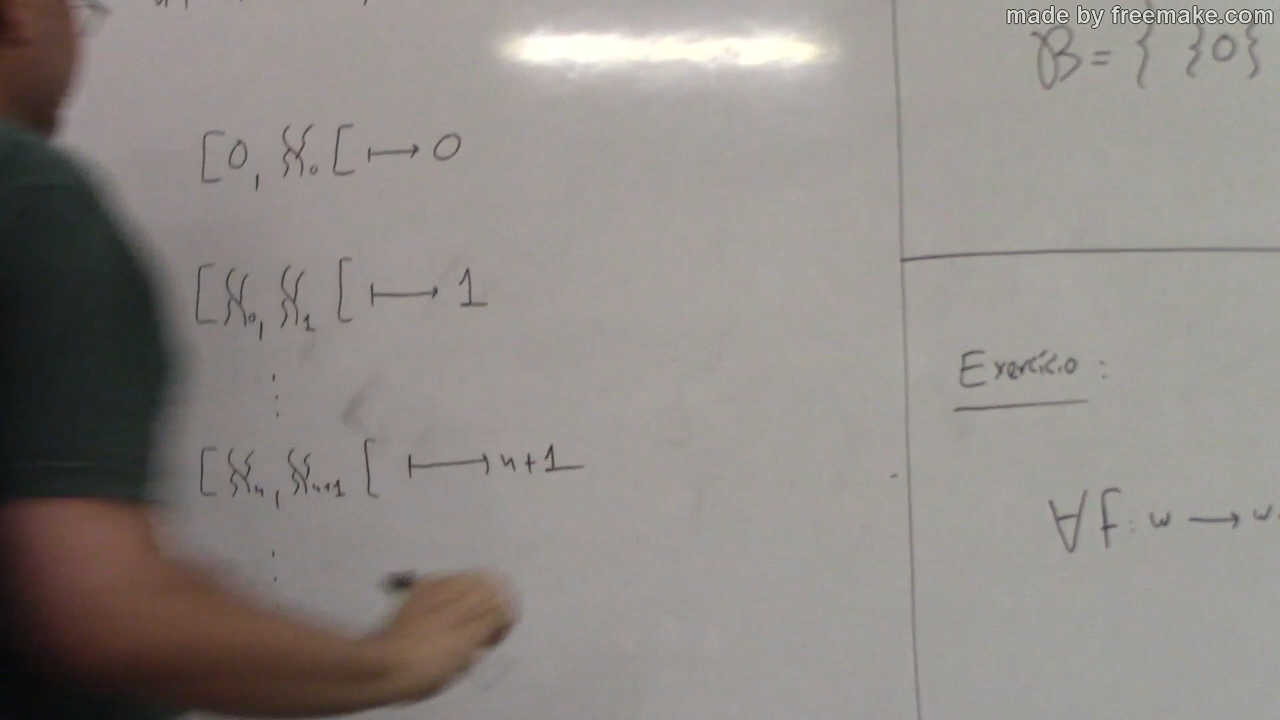 made by freemake.com
[0, ℵ₀[ ⟼ 0
[ℵ₀, ℵ₁[ ⟼ 1
⋮
[ℵₙ, ℵₙ₊₁[ ⟼ n+1
⋮
B = { {0}
Exercício:
∀ f: ω → ω